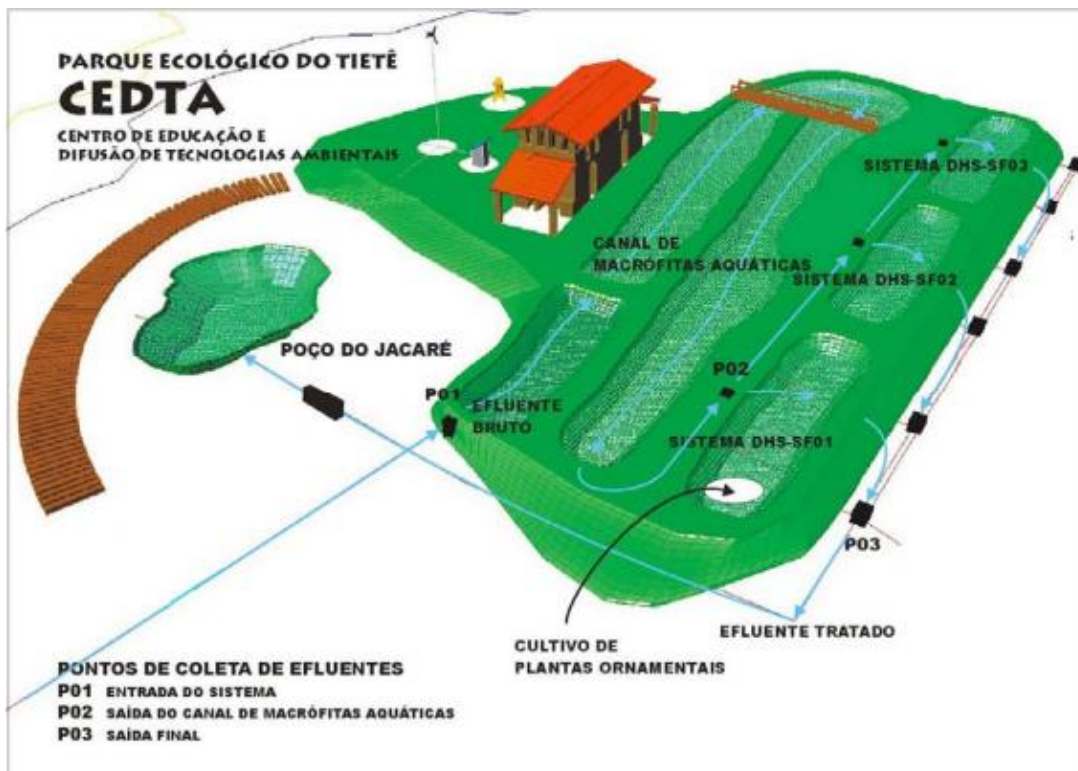 PARQUE ECOLÓGICO DO TIETÊ
CEDTA
CENTRO DE EDUCAÇÃO E
DIFUSÃO DE TECNOLOGIAS AMBIENTAIS
SISTEMA DHS-SF03
CANAL DE
MACRÓFITAS AQUÁTICAS
SISTEMA DHS-SF02
POÇO DO JACARÉ
P01
EFLUENTE
BRUTO
P02
SISTEMA DHS-SF01
P03
EFLUENTE TRATADO
CULTIVO DE
PLANTAS ORNAMENTAIS
PONTOS DE COLETA DE EFLUENTES
P01 ENTRADA DO SISTEMA
P02 SAÍDA DO CANAL DE MACRÓFITAS AQUÁTICAS
P03 SAÍDA FINAL